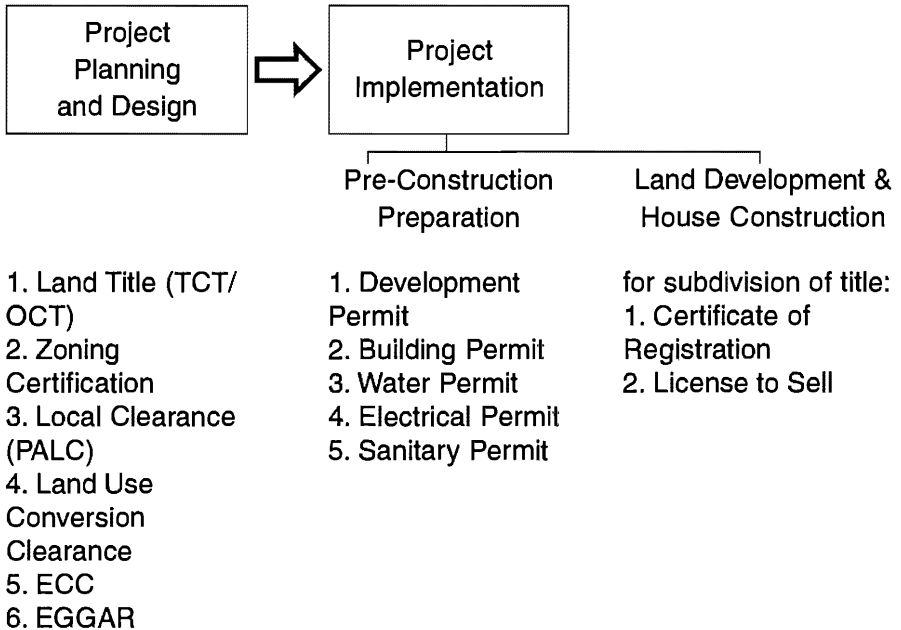 Project
Planning
and Design
Project
Implementation
Pre-Construction
Preparation
Land Development &
House Construction
1. Land Title (TCT/
OCT)
2. Zoning
Certification
3. Local Clearance
(PALC)
4. Land Use
Conversion
Clearance
5. ECC
6. EGGAR
1. Development
Permit
2. Building Permit
3. Water Permit
4. Electrical Permit
5. Sanitary Permit
for subdivision of title:
1. Certificate of
Registration
2. License to Sell